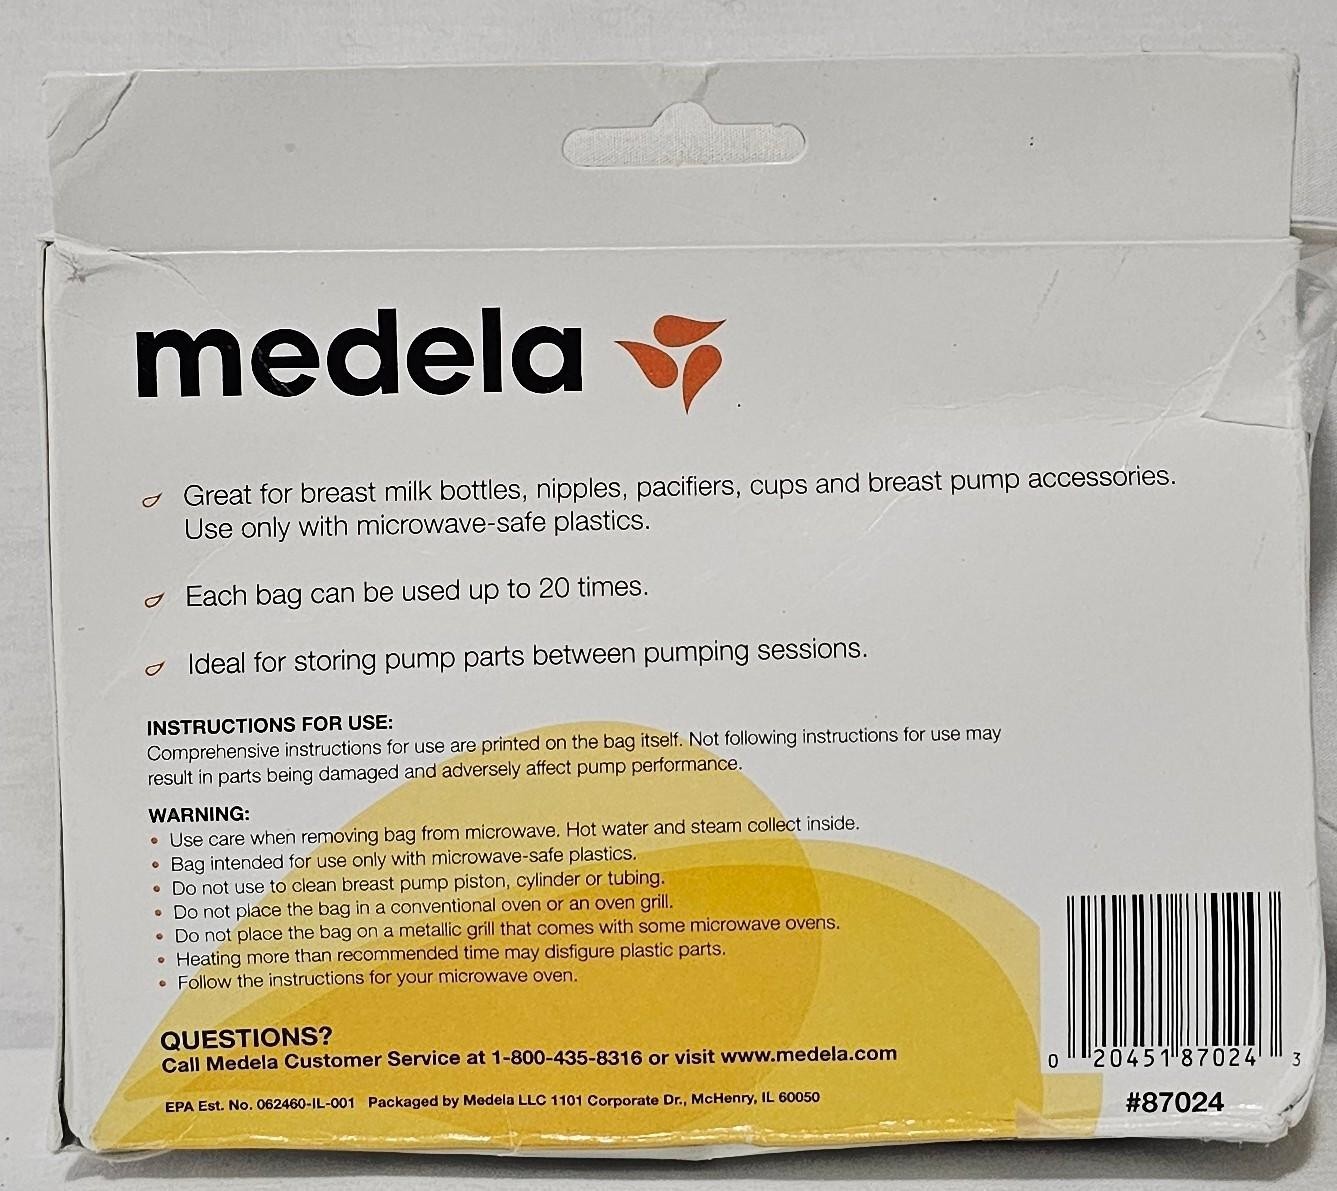 medela
Great for breast milk bottles, nipples, pacifiers, cups and breast pump accessories.
Use only with microwave-safe plastics.
Each bag can be used up to 20 times.
Ideal for storing pump parts between pumping sessions.
INSTRUCTIONS FOR USE:
Comprehensive instructions for use are printed on the bag itself. Not following instructions for use may
result in parts being damaged and adversely affect pump performance.
WARNING:
• Use care when removing bag from microwave. Hot water and steam collect inside.
• Bag intended for use only with microwave-safe plastics.
• Do not use to clean breast pump piston, cylinder or tubing.
• Do not place the bag in a conventional oven or an oven grill.
• Do not place the bag on a metallic grill that comes with some microwave ovens.
• Heating more than recommended time may disfigure plastic parts.
• Follow the instructions for your microwave oven.
QUESTIONS?
Call Medela Customer Service at 1-800-435-8316 or visit www.medela.com
EPA Est. No. 062460-IL-001 Packaged by Medela LLC 1101 Corporate Dr., McHenry, IL 60050
0 20451 87024 3
#87024